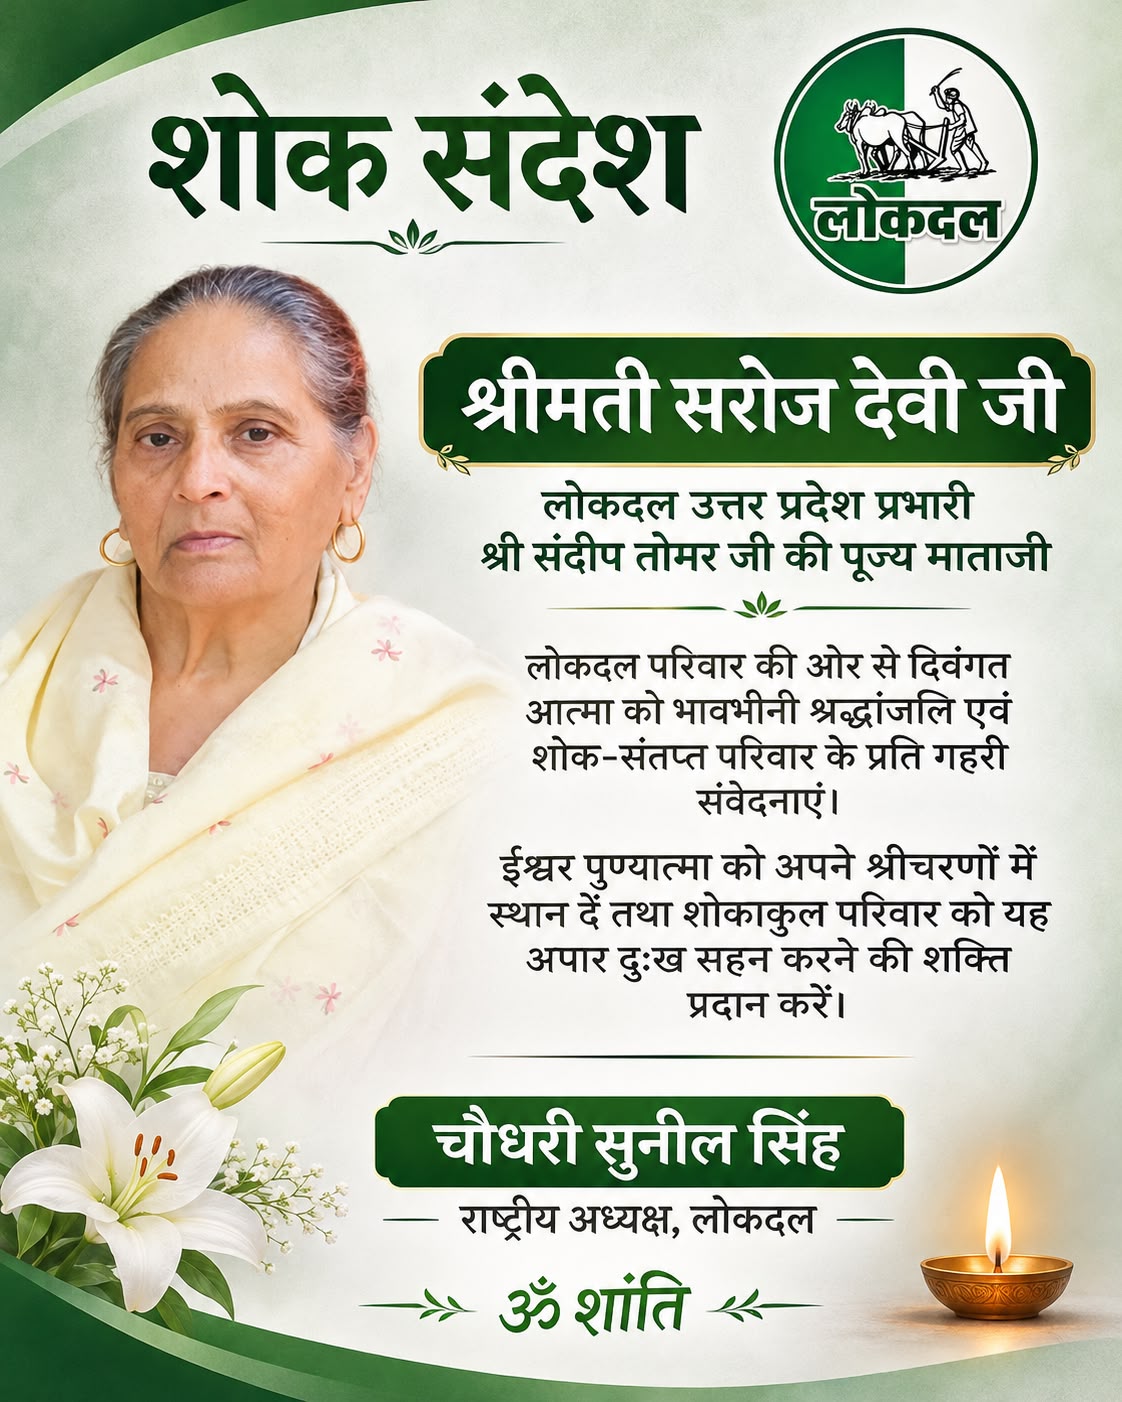 शोक संदेश
लोकदल
श्रीमती सरोज देवी जी
लोकदल उत्तर प्रदेश प्रभारी
श्री संदीप तोमर जी की पूज्य माताजी
लोकदल परिवार की ओर से दिवंगत
आत्मा को भावभीनी श्रद्धांजलि एवं
शोक-संतप्त परिवार के प्रति गहरी
संवेदनाएं।
ईश्वर पुण्यात्मा को अपने श्रीचरणों में
स्थान दें तथा शोकाकुल परिवार को यह
अपार दुःख सहन करने की शक्ति
प्रदान करें।
चौधरी सुनील सिंह
राष्ट्रीय अध्यक्ष, लोकदल
ॐ शांति